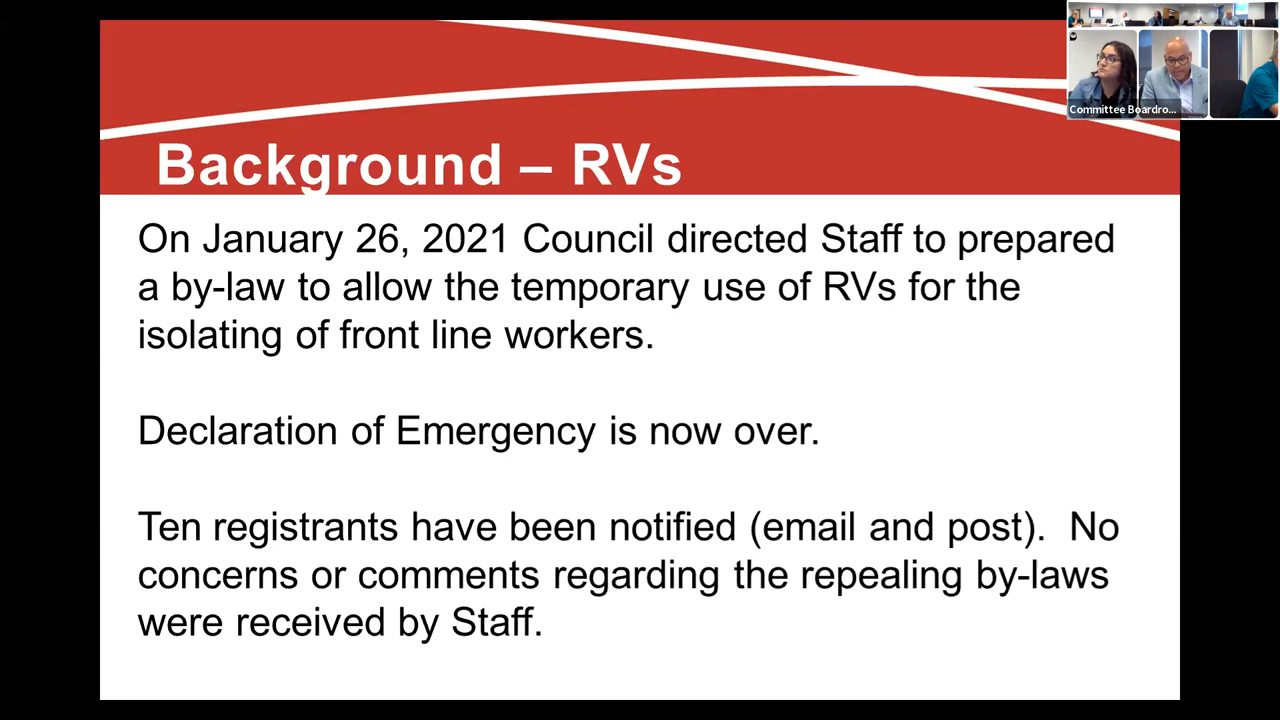 Committee Boardro...
Background – RVs
On January 26, 2021 Council directed Staff to prepared
a by-law to allow the temporary use of RVs for the
isolating of front line workers.
Declaration of Emergency is now over.
Ten registrants have been notified (email and post). No
concerns or comments regarding the repealing by-laws
were received by Staff.